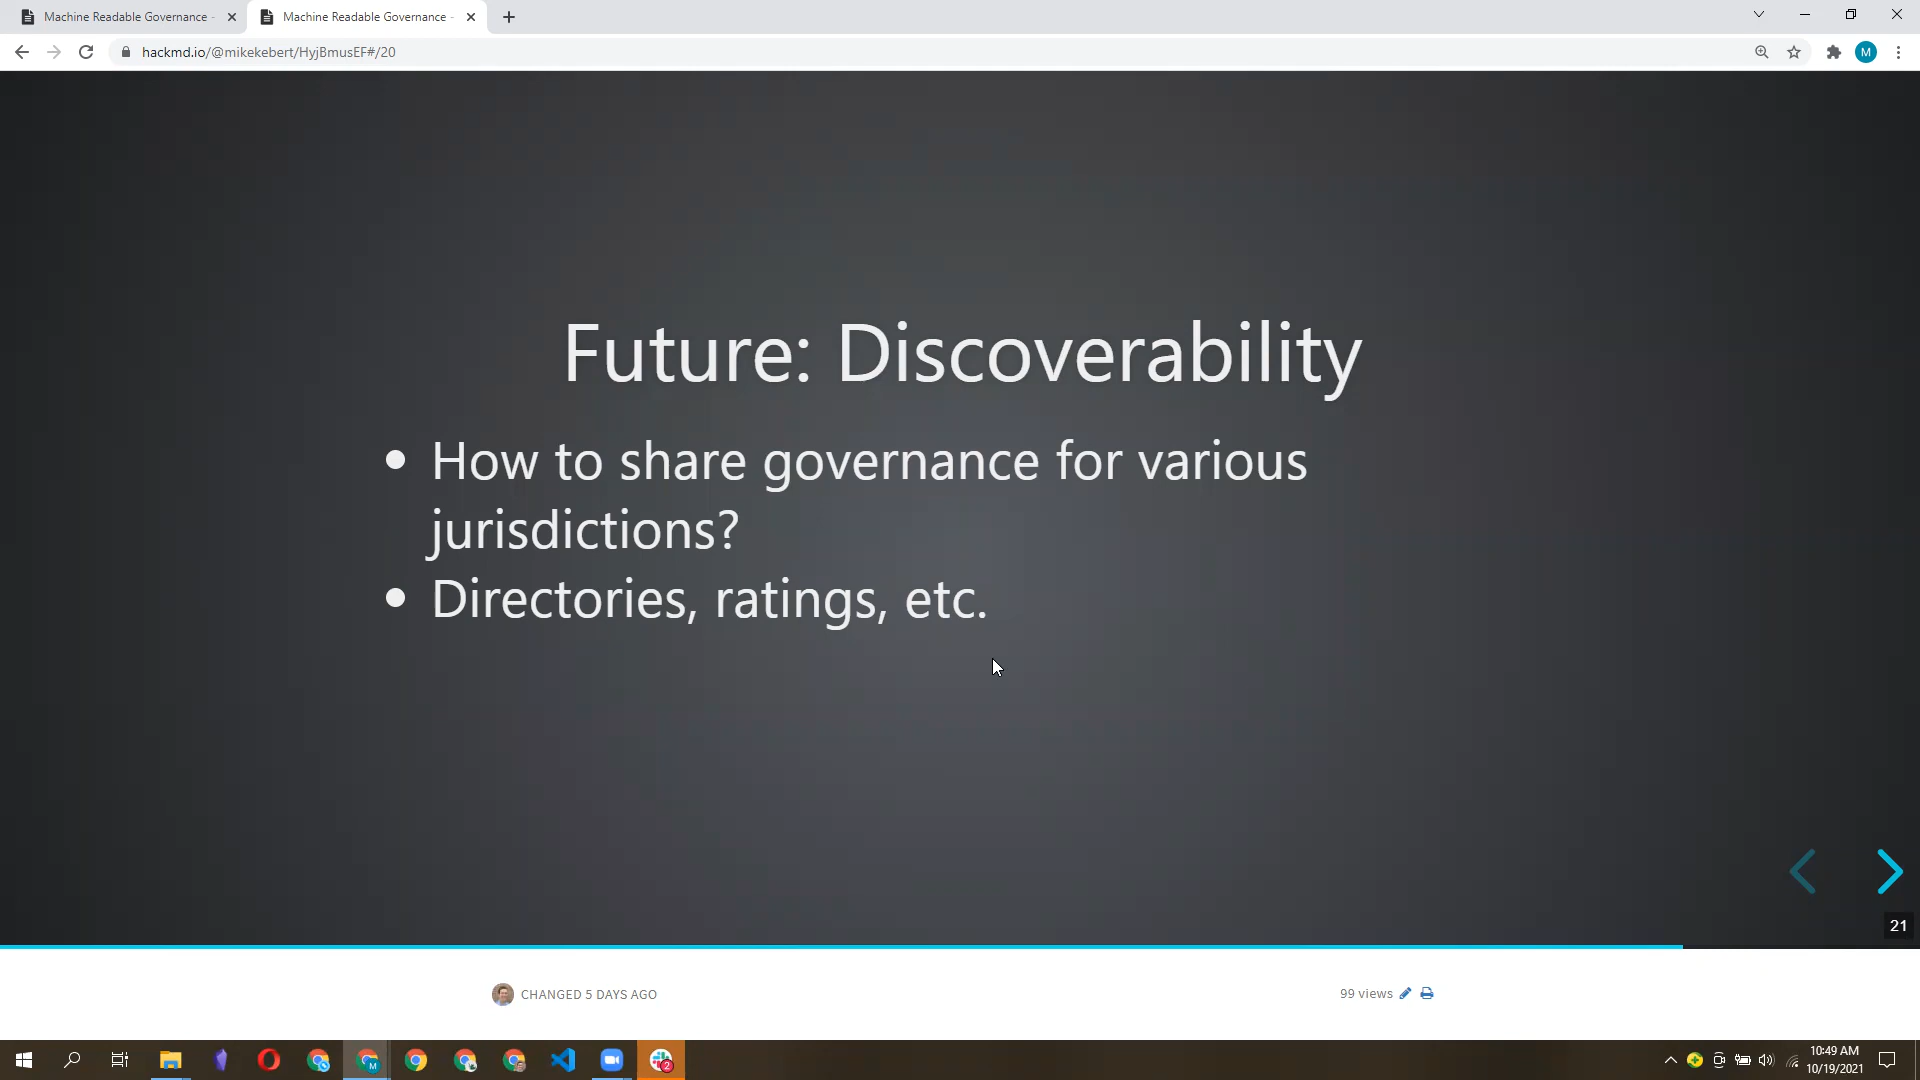 Machine Readable Governance -
Machine Readable Governance -
hackmd.io/@mikekebert/HyjBmusEF#/20
M
Future: Discoverability
How to share governance for various
jurisdictions?
Directories, ratings, etc.
21
CHANGED 5 DAYS AGO
99 views
M
2
10:49 AM
10/19/2021